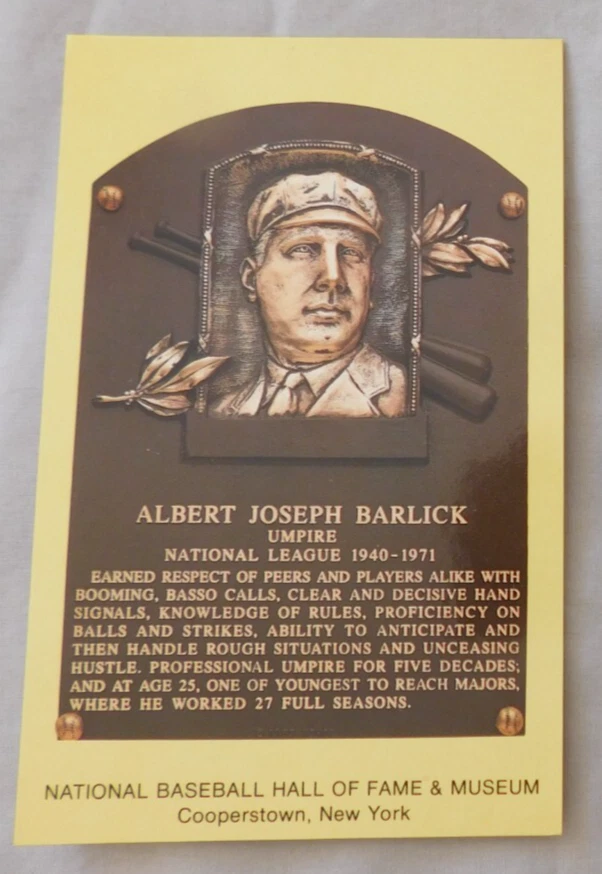 ALBERT JOSEPH BARLICK
UMPIRE
NATIONAL LEAGUE 1940-1971
EARNED RESPECT OF PEERS AND PLAYERS ALIKE WITH
BOOMING, BASSO CALLS, CLEAR AND DECISIVE HAND
SIGNALS, KNOWLEDGE OF RULES, PROFICIENCY ON
BALLS AND STRIKES, ABILITY TO ANTICIPATE AND
THEN HANDLE ROUGH SITUATIONS AND UNCEASING
HUSTLE. PROFESSIONAL UMPIRE FOR FIVE DECADES;
AND AT AGE 25, ONE OF YOUNGEST TO REACH MAJORS,
WHERE HE WORKED 27 FULL SEASONS.
NATIONAL BASEBALL HALL OF FAME & MUSEUM
Cooperstown, New York